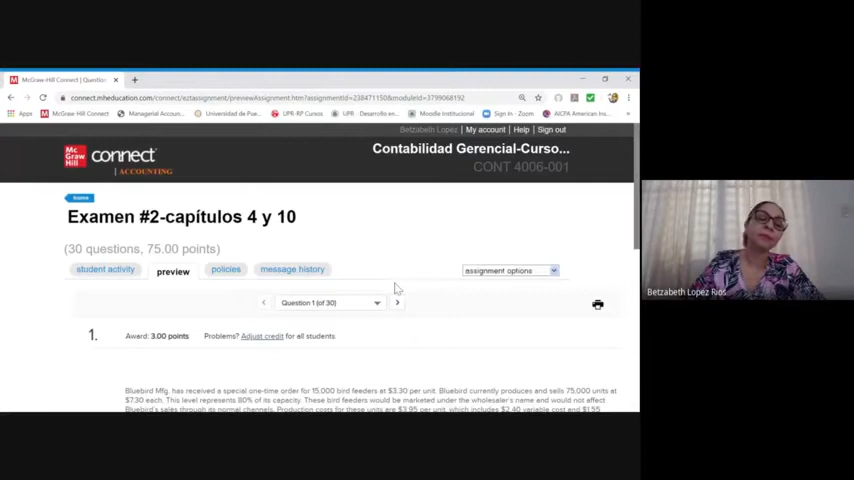 McGraw-Hill Connect | Question
connect.mheducation.com/connect/eztassignment/previewAssignment.htm?assignmentId=238471150&moduleId=3799068192
Apps McGraw-Hill Connect Managerial Accoun... Universidad de Pue... UPR-RP Cursos UPR - Desarrollo en... Moodle Institucional Sign In - Zoom AICPA American Ins...
Betzabeth Lopez | My account | Help | Sign out
Mc Graw Hill connect | ACCOUNTING
Contabilidad Gerencial-Curso...
CONT 4006-001
home
Examen #2-capítulos 4 y 10
(30 questions, 75.00 points)
student activity preview policies message history assignment options
Question 1 (of 30)
1. Award: 3.00 points Problems? Adjust credit for all students.
Bluebird Mfg. has received a special one-time order for 15,000 bird feeders at $3.30 per unit. Bluebird currently produces and sells 75,000 units at
$7.30 each. This level represents 80% of its capacity. These bird feeders would be marketed under the wholesaler's name and would not affect
Bluebird's sales through its normal channels. Production costs for these units are $3.95 per unit, which includes $2.40 variable cost and $1.55
Betzabeth Lopez Rios